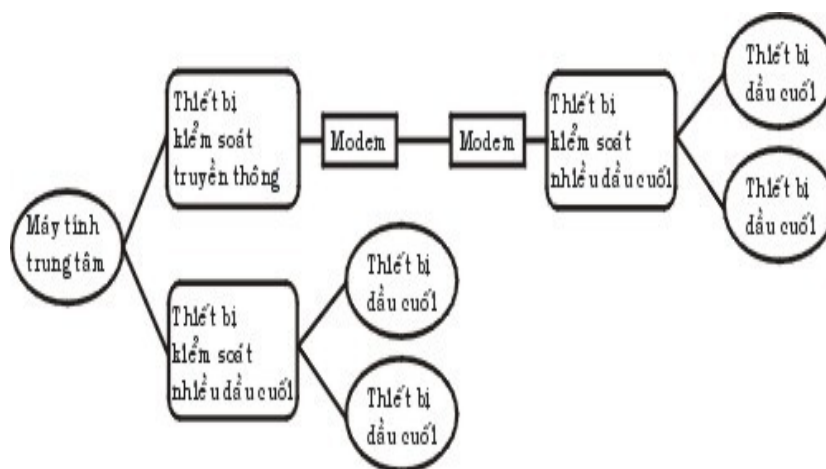 Máy tính
trung tâm
Thiết bị
kiểm soát
truyền thông
Modem
Modem
Thiết bị
kiểm soát
nhiều đầu cuối
Thiết bị
đầu cuối
Thiết bị
đầu cuối
Thiết bị
kiểm soát
nhiều đầu cuối
Thiết bị
đầu cuối
Thiết bị
đầu cuối